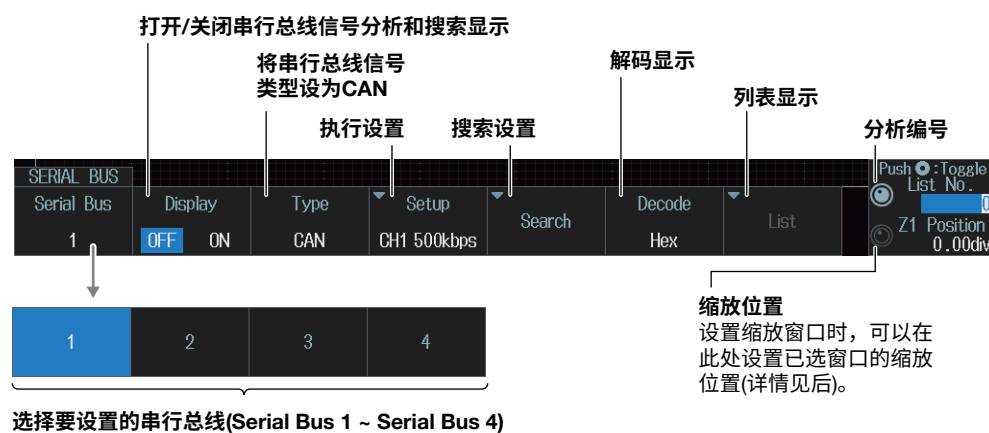 打开/关闭串行总线信号分析和搜索显示
将串行总线信号
类型设为CAN
解码显示
列表显示
执行设置
搜索设置
分析编号
SERIAL BUS
Push :Toggle
List No.
0
Serial Bus
Display
Type
Setup
Search
Decode
List
Z1 Position
1
OFF ON
CAN
CH1 500kbps
Hex
0.00div
1
2
3
4
缩放位置
设置缩放窗口时，可以在
此处设置已选窗口的缩放
位置(详情见后)。
选择要设置的串行总线(Serial Bus 1 ~ Serial Bus 4)